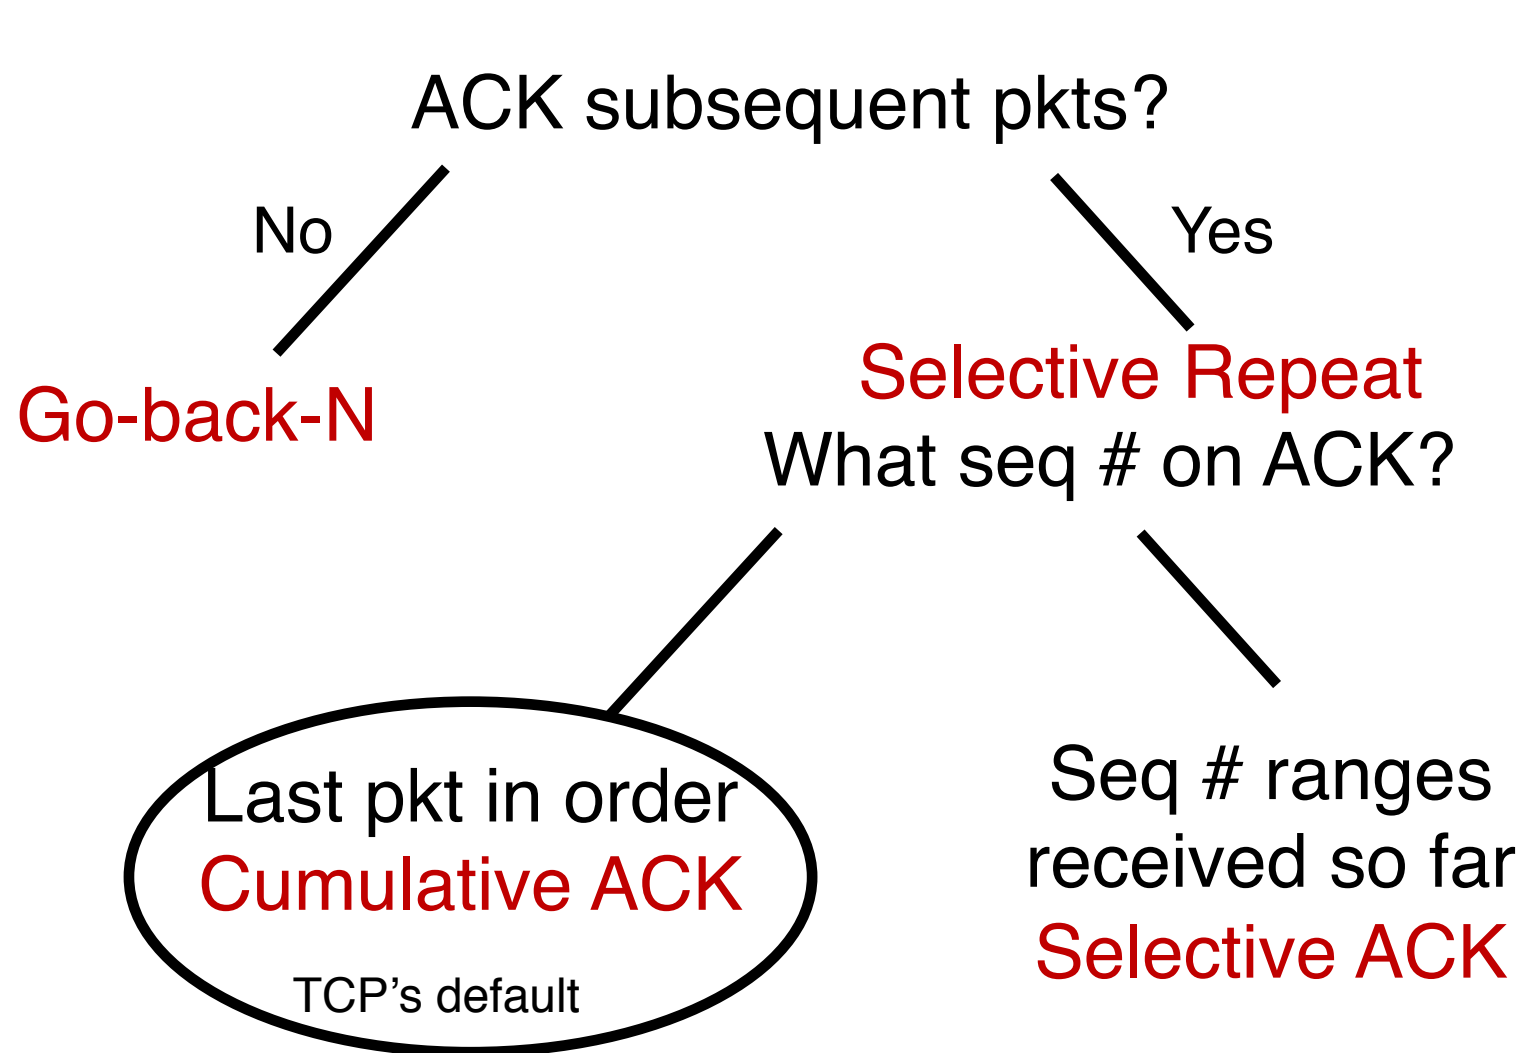 ACK subsequent pkts?
No
Yes
Selective Repeat
Go-back-N
What seq # on ACK?
Last pkt in order
Cumulative ACK
TCP’s default
Seq # ranges
received so far
Selective ACK